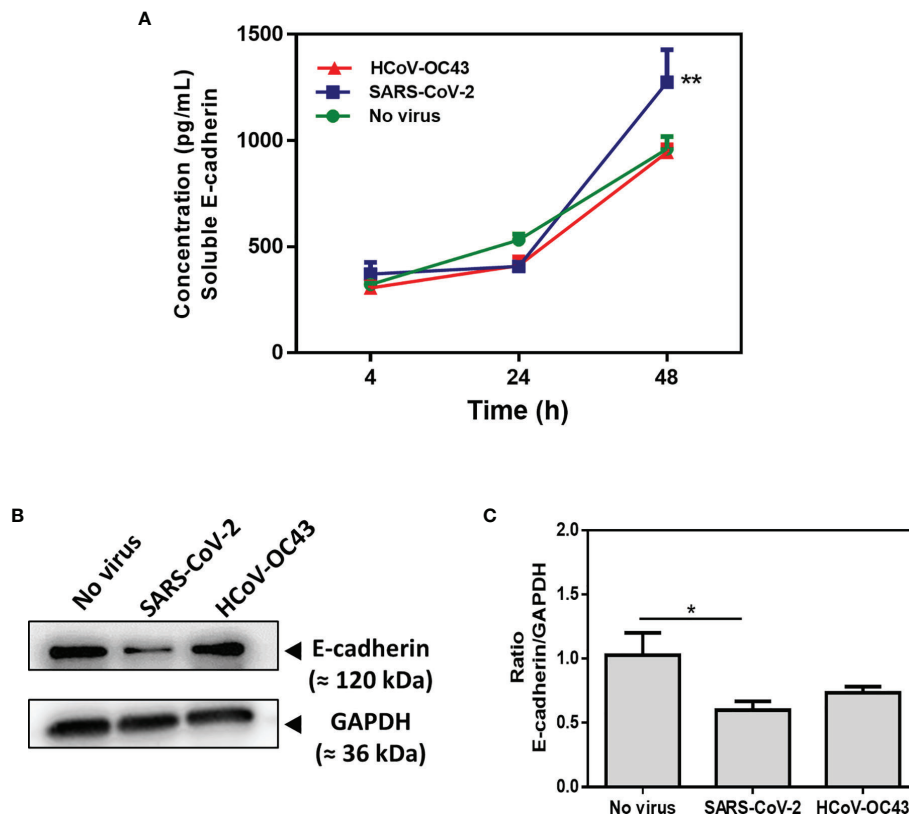 A
1500
1000
500
0
Concentration (pg/mL)
Soluble E-cadherin
HCoV-OC43
SARS-CoV-2
No virus
**
4 24 48
Time (h)
B
No virus
SARS-CoV-2
HCoV-OC43
E-cadherin
(≈ 120 kDa)
GAPDH
(≈ 36 kDa)
C
2.0
1.5
1.0
0.5
0.0
Ratio
E-cadherin/GAPDH
*
No virus SARS-CoV-2 HCoV-OC43